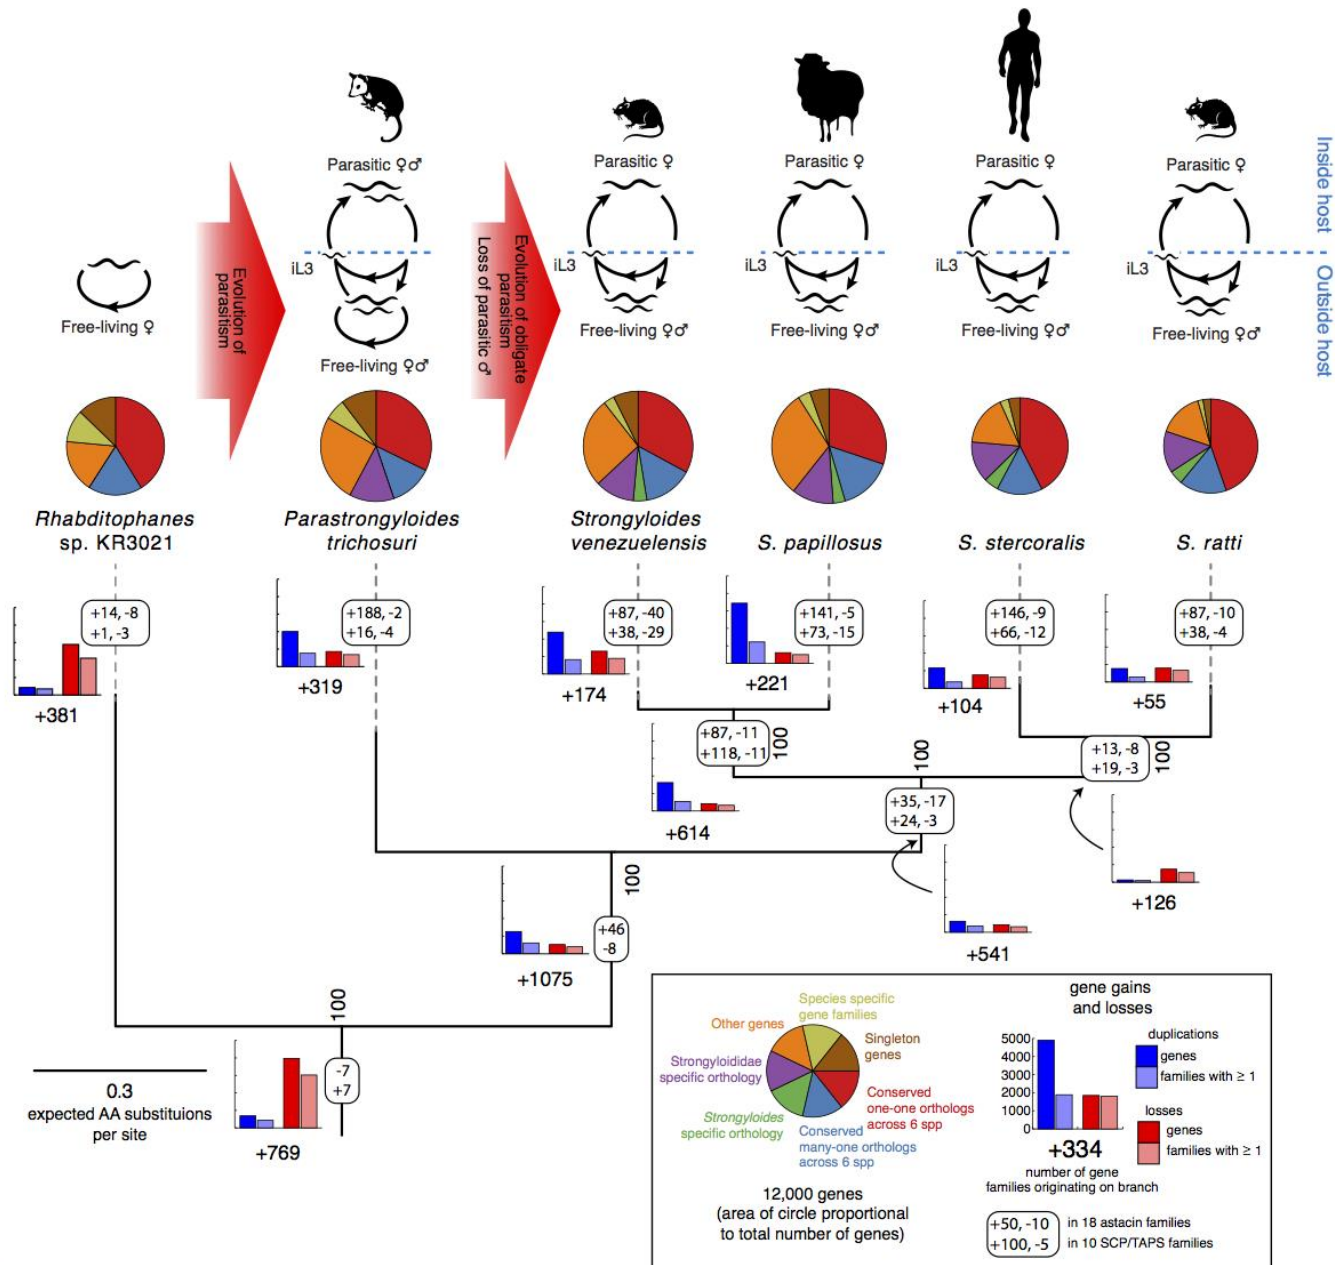 Parasitic ♀♂
Parasitic ♀
Parasitic ♀
Parasitic ♀
Parasitic ♀
Inside host
Outside host
iL3
iL3
iL3
iL3
iL3
Evolution of
parasitism
Evolution of obligate
parasitism
Loss of parasitic ♂
Free-living ♀
Free-living ♀♂
Free-living ♀♂
Free-living ♀♂
Free-living ♀♂
Free-living ♀♂
Rhabditophanes
sp. KR3021
Parastrongyloides
trichosuri
Strongyloides
venezuelensis
S. papillosus
S. stercoralis
S. ratti
+14, -8
+1, -3
+381
+188, -2
+16, -4
+319
+87, -40
+38, -29
+174
+141, -5
+73, -15
+221
+146, -9
+66, -12
+104
+87, -10
+38, -4
+55
+87, -11
+118, -11
100
+614
100
+13, -8
+19, -3
100
+35, -17
+24, -3
+126
+541
100
+46
-8
+1075
100
-7
+7
+769
0.3
expected AA substituions
per site
Species specific
gene families
Other genes
Singleton
genes
Strongyloididae
specific orthology
Conserved
one-one orthologs
across 6 spp
Strongyloides
specific orthology
Conserved
many-one orthologs
across 6 spp
12,000 genes
(area of circle proportional
to total number of genes)
gene gains
and losses
5000
4000
3000
2000
1000
0
duplications
genes
families with ≥ 1
losses
genes
families with ≥ 1
+334
number of gene
families originating on branch
+50, -10 in 18 astacin families
+100, -5 in 10 SCP/TAPS families